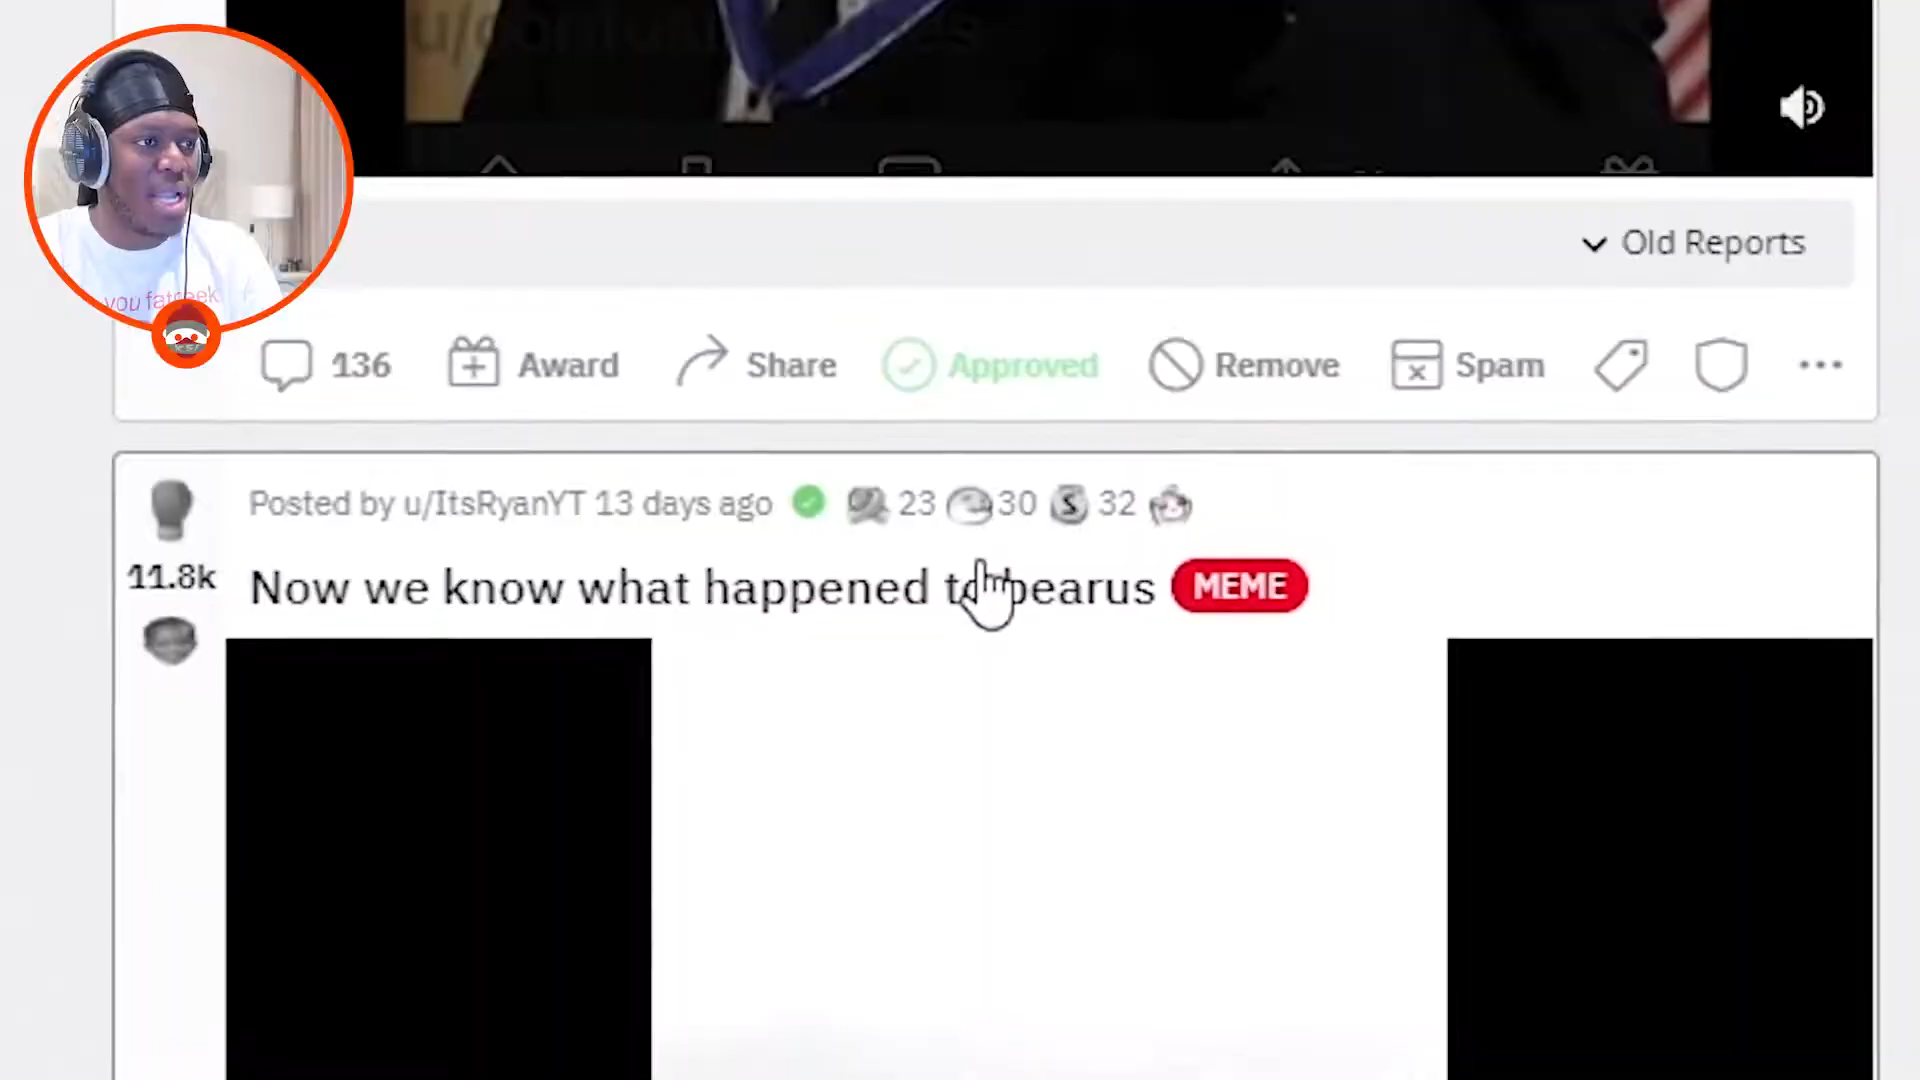 Old Reports
136 Award Share Approved Remove Spam
Posted by u/ItsRyanYT 13 days ago 23 30 32
11.8k
Now we know what happened to bearus MEME